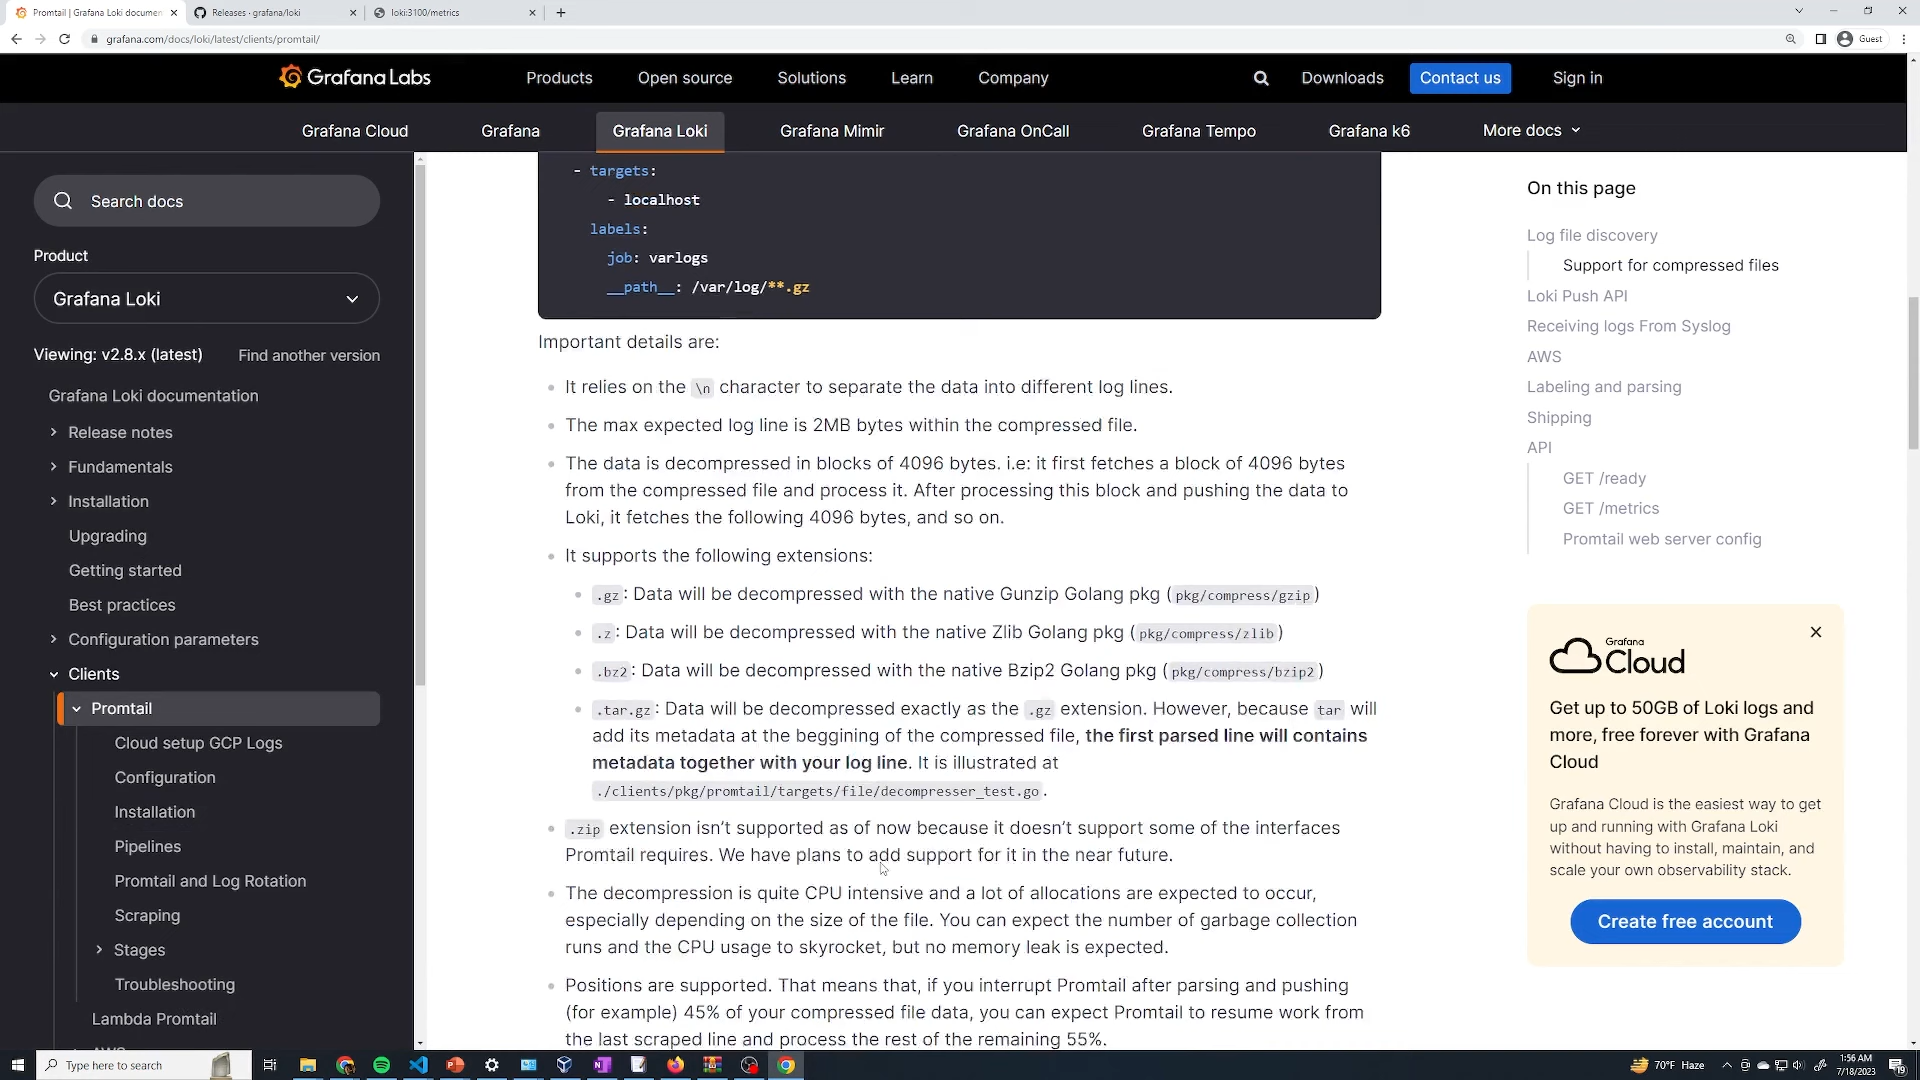 Promtail | Grafana Loki documen
Releases · grafana/loki
loki:3100/metrics
grafana.com/docs/loki/latest/clients/promtail/
Guest
Grafana Labs
Products
Open source
Solutions
Learn
Company
Downloads
Contact us
Sign in
Grafana Cloud
Grafana
Grafana Loki
Grafana Mimir
Grafana OnCall
Grafana Tempo
Grafana k6
More docs
Search docs
Product
Grafana Loki
Viewing: v2.8.x (latest)
Find another version
Grafana Loki documentation
Release notes
Fundamentals
Installation
Upgrading
Getting started
Best practices
Configuration parameters
Clients
Promtail
Cloud setup GCP Logs
Configuration
Installation
Pipelines
Promtail and Log Rotation
Scraping
Stages
Troubleshooting
Lambda Promtail
- targets:
- localhost
labels:
job: varlogs
__path__: /var/log/**.gz
Important details are:
It relies on the \n character to separate the data into different log lines.
The max expected log line is 2MB bytes within the compressed file.
The data is decompressed in blocks of 4096 bytes. i.e: it first fetches a block of 4096 bytes
from the compressed file and process it. After processing this block and pushing the data to
Loki, it fetches the following 4096 bytes, and so on.
It supports the following extensions:
.gz: Data will be decompressed with the native Gunzip Golang pkg (pkg/compress/gzip)
.z: Data will be decompressed with the native Zlib Golang pkg (pkg/compress/zlib)
.bz2: Data will be decompressed with the native Bzip2 Golang pkg (pkg/compress/bzip2)
.tar.gz: Data will be decompressed exactly as the .gz extension. However, because tar will
add its metadata at the beggining of the compressed file, the first parsed line will contains
metadata together with your log line. It is illustrated at
./clients/pkg/promtail/targets/file/decompresser_test.go.
.zip extension isn't supported as of now because it doesn't support some of the interfaces
Promtail requires. We have plans to add support for it in the near future.
The decompression is quite CPU intensive and a lot of allocations are expected to occur,
especially depending on the size of the file. You can expect the number of garbage collection
runs and the CPU usage to skyrocket, but no memory leak is expected.
Positions are supported. That means that, if you interrupt Promtail after parsing and pushing
(for example) 45% of your compressed file data, you can expect Promtail to resume work from
the last scraped line and process the rest of the remaining 55%.
On this page
Log file discovery
Support for compressed files
Loki Push API
Receiving logs From Syslog
AWS
Labeling and parsing
Shipping
API
GET /ready
GET /metrics
Promtail web server config
Grafana
Cloud
Get up to 50GB of Loki logs and
more, free forever with Grafana
Cloud
Grafana Cloud is the easiest way to get
up and running with Grafana Loki
without having to install, maintain, and
scale your own observability stack.
Create free account
Type here to search
70°F Haze
1:56 AM
7/18/2023
19